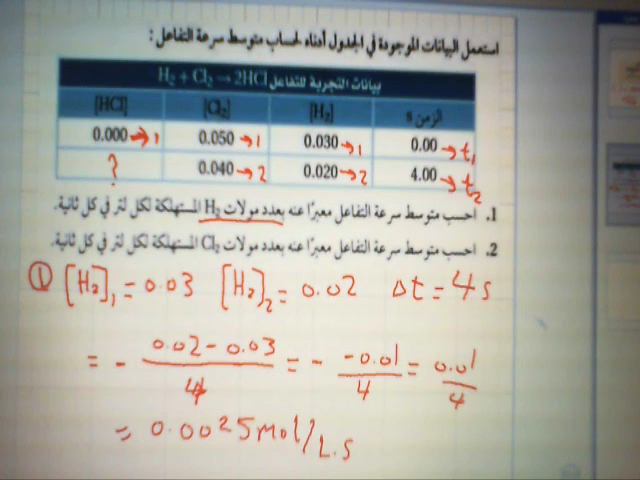 استعمل البيانات الموجودة في الجدول أدناه لحساب متوسط سرعة التفاعل :
بيانات التجربة للتفاعل H₂ + Cl₂ → 2HCl
الزمن s [H₂] [Cl₂] [HCl]
0.00 → t₁ 0.030 → 1 0.050 → 1 0.000 → 1
4.00 → t₂ 0.020 → 2 0.040 → 2 ?
1. احسب متوسط سرعة التفاعل معبرًا عنه بعدد مولات H₂ المستهلكة لكل لتر في كل ثانية.
2. احسب متوسط سرعة التفاعل معبرًا عنه بعدد مولات Cl₂ المستهلكة لكل لتر في كل ثانية.
① [H₂]₁ = 0.03 [H₂]₂ = 0.02 Δt = 4 s
= - (0.02 - 0.03)/4 = - (-0.01)/4 = 0.01/4
= 0.0025 mol/L.s